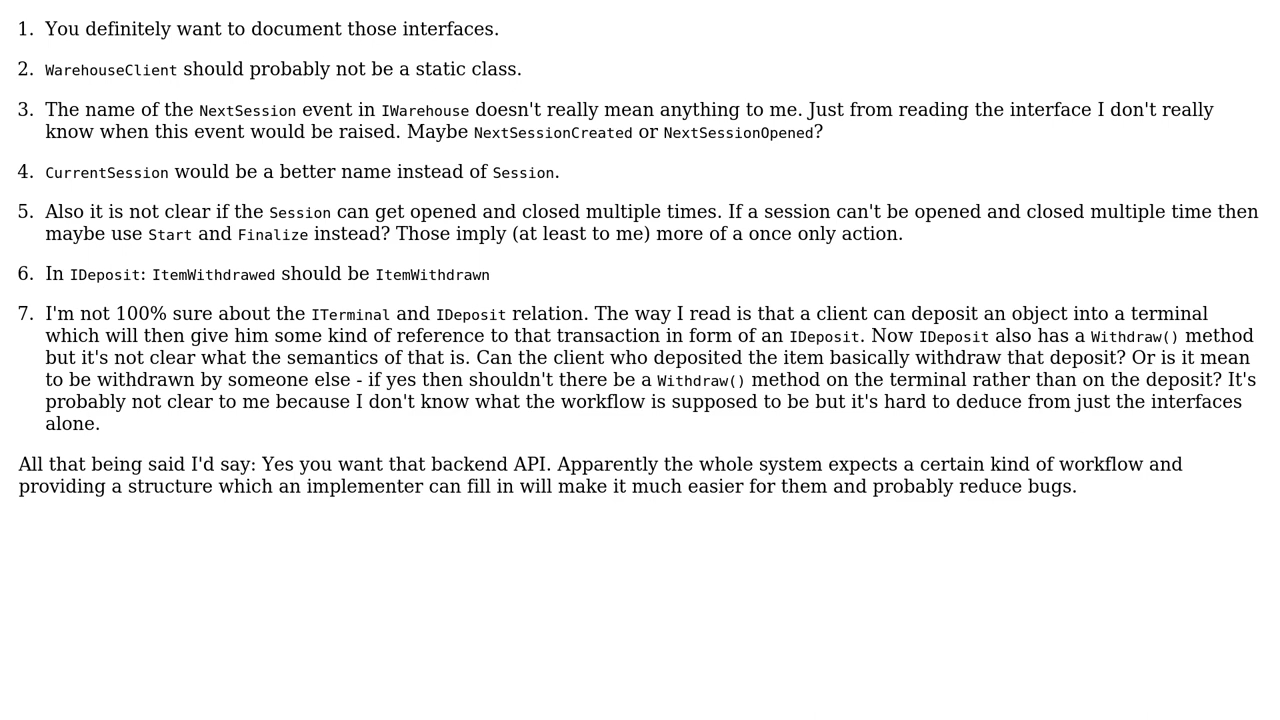 1. You definitely want to document those interfaces.
2. WarehouseClient should probably not be a static class.
3. The name of the NextSession event in IWarehouse doesn't really mean anything to me. Just from reading the interface I don't really
know when this event would be raised. Maybe NextSessionCreated or NextSessionOpened?
4. CurrentSession would be a better name instead of Session.
5. Also it is not clear if the Session can get opened and closed multiple times. If a session can't be opened and closed multiple time then
maybe use Start and Finalize instead? Those imply (at least to me) more of a once only action.
6. In IDeposit: ItemWithdrawed should be ItemWithdrawn
7. I'm not 100% sure about the ITerminal and IDeposit relation. The way I read is that a client can deposit an object into a terminal
which will then give him some kind of reference to that transaction in form of an IDeposit. Now IDeposit also has a Withdraw() method
but it's not clear what the semantics of that is. Can the client who deposited the item basically withdraw that deposit? Or is it mean
to be withdrawn by someone else - if yes then shouldn't there be a Withdraw() method on the terminal rather than on the deposit? It's
probably not clear to me because I don't know what the workflow is supposed to be but it's hard to deduce from just the interfaces
alone.
All that being said I'd say: Yes you want that backend API. Apparently the whole system expects a certain kind of workflow and
providing a structure which an implementer can fill in will make it much easier for them and probably reduce bugs.